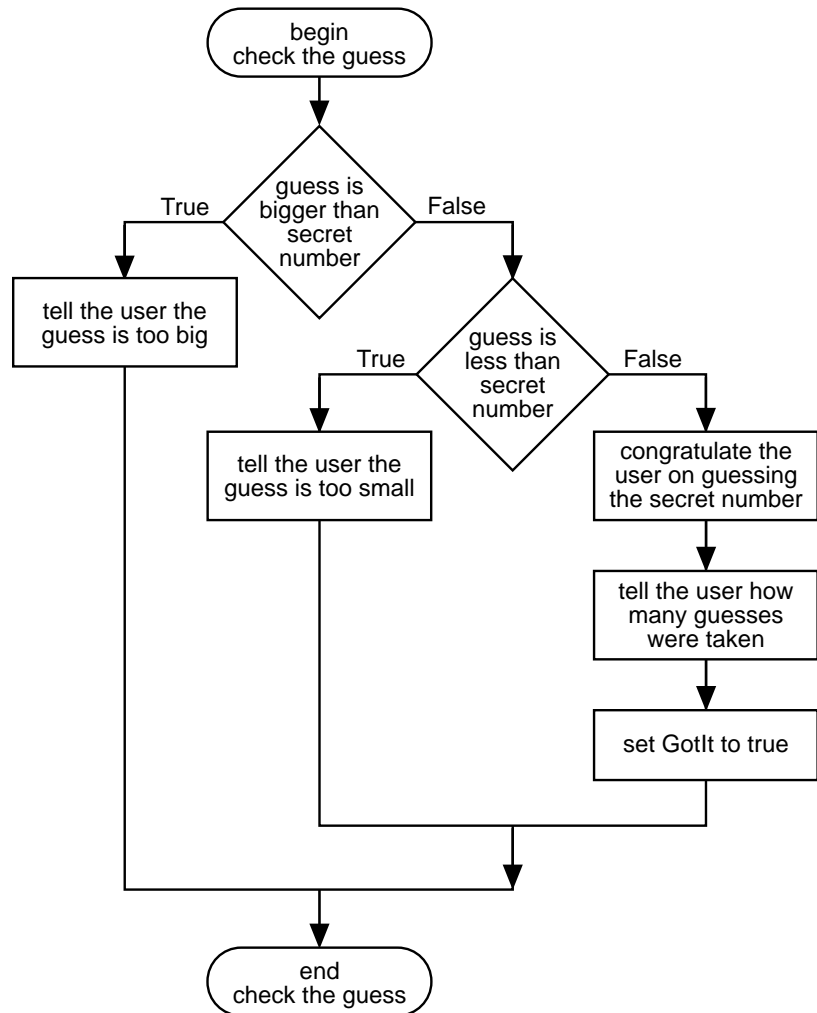 begin
check the guess
guess is
bigger than
secret
number
True
False
tell the user the
guess is too big
guess is
less than
secret
number
True
False
tell the user the
guess is too small
congratulate the
user on guessing
the secret number
tell the user how
many guesses
were taken
set GotIt to true
end
check the guess